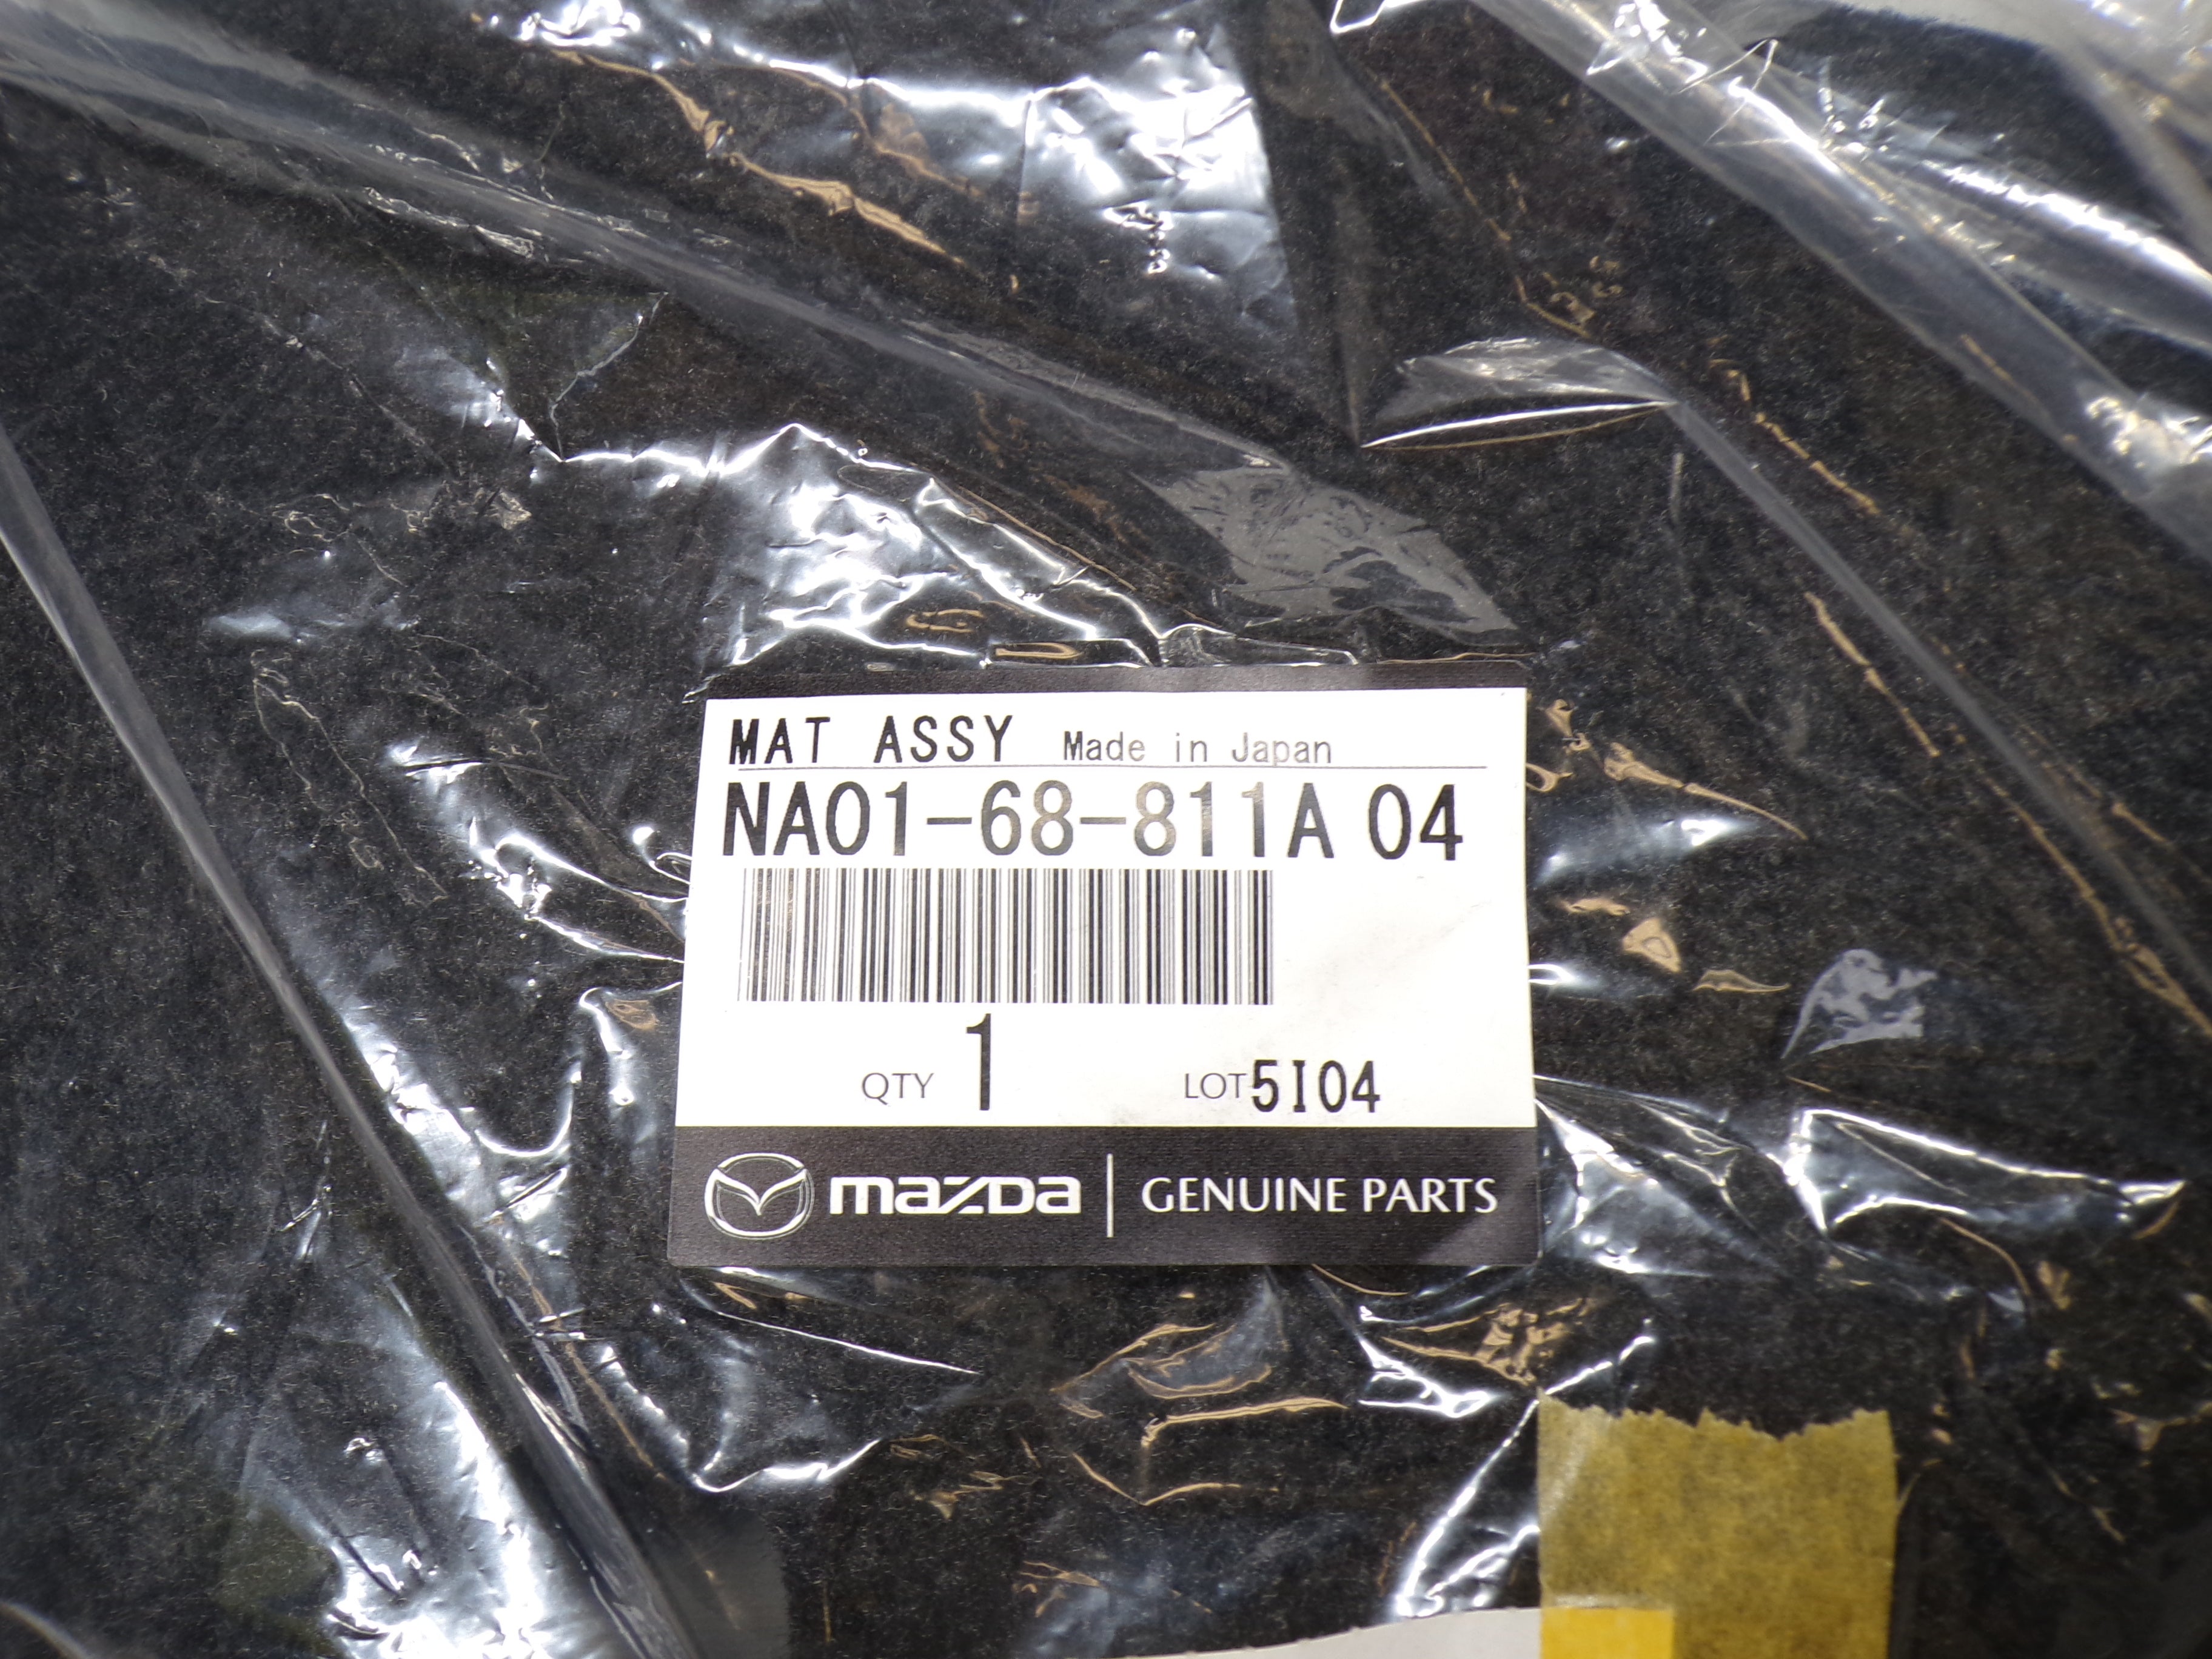 MAT ASSY Made in Japan
NA01-68-811A 04
QTY 1 LOT 5I04
mazda GENUINE PARTS